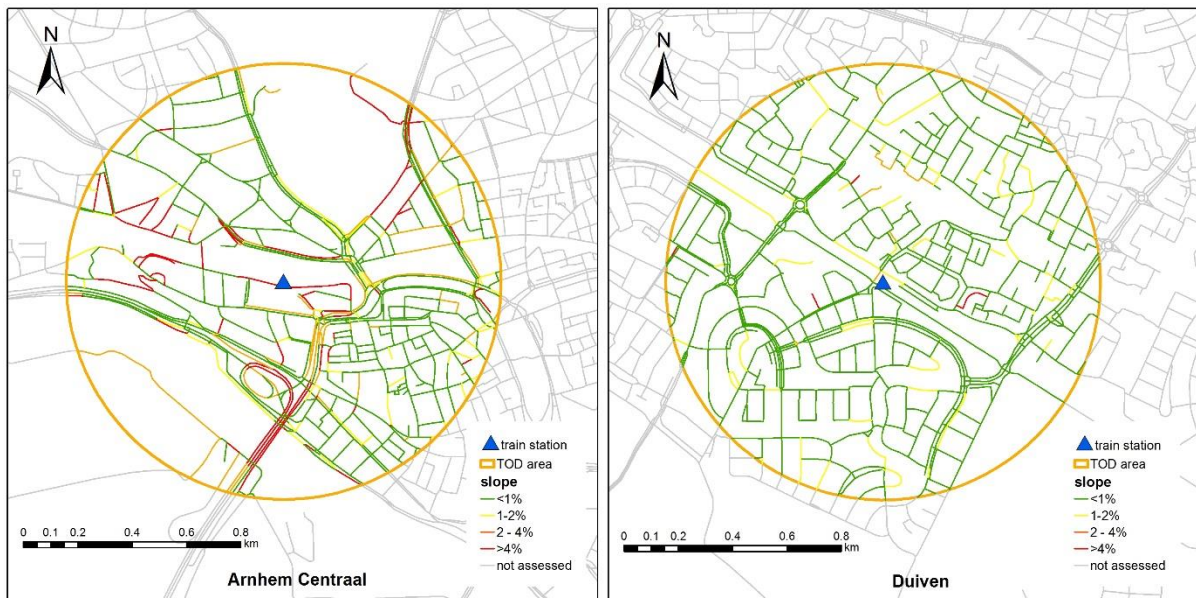 N
train station
TOD area
slope
<1%
1-2%
2 - 4%
>4%
not assessed
0 0.1 0.2 0.4 0.6 0.8
km
Arnhem Centraal
N
train station
TOD area
slope
<1%
1-2%
2 - 4%
>4%
not assessed
0 0.1 0.2 0.4 0.6 0.8
km
Duiven